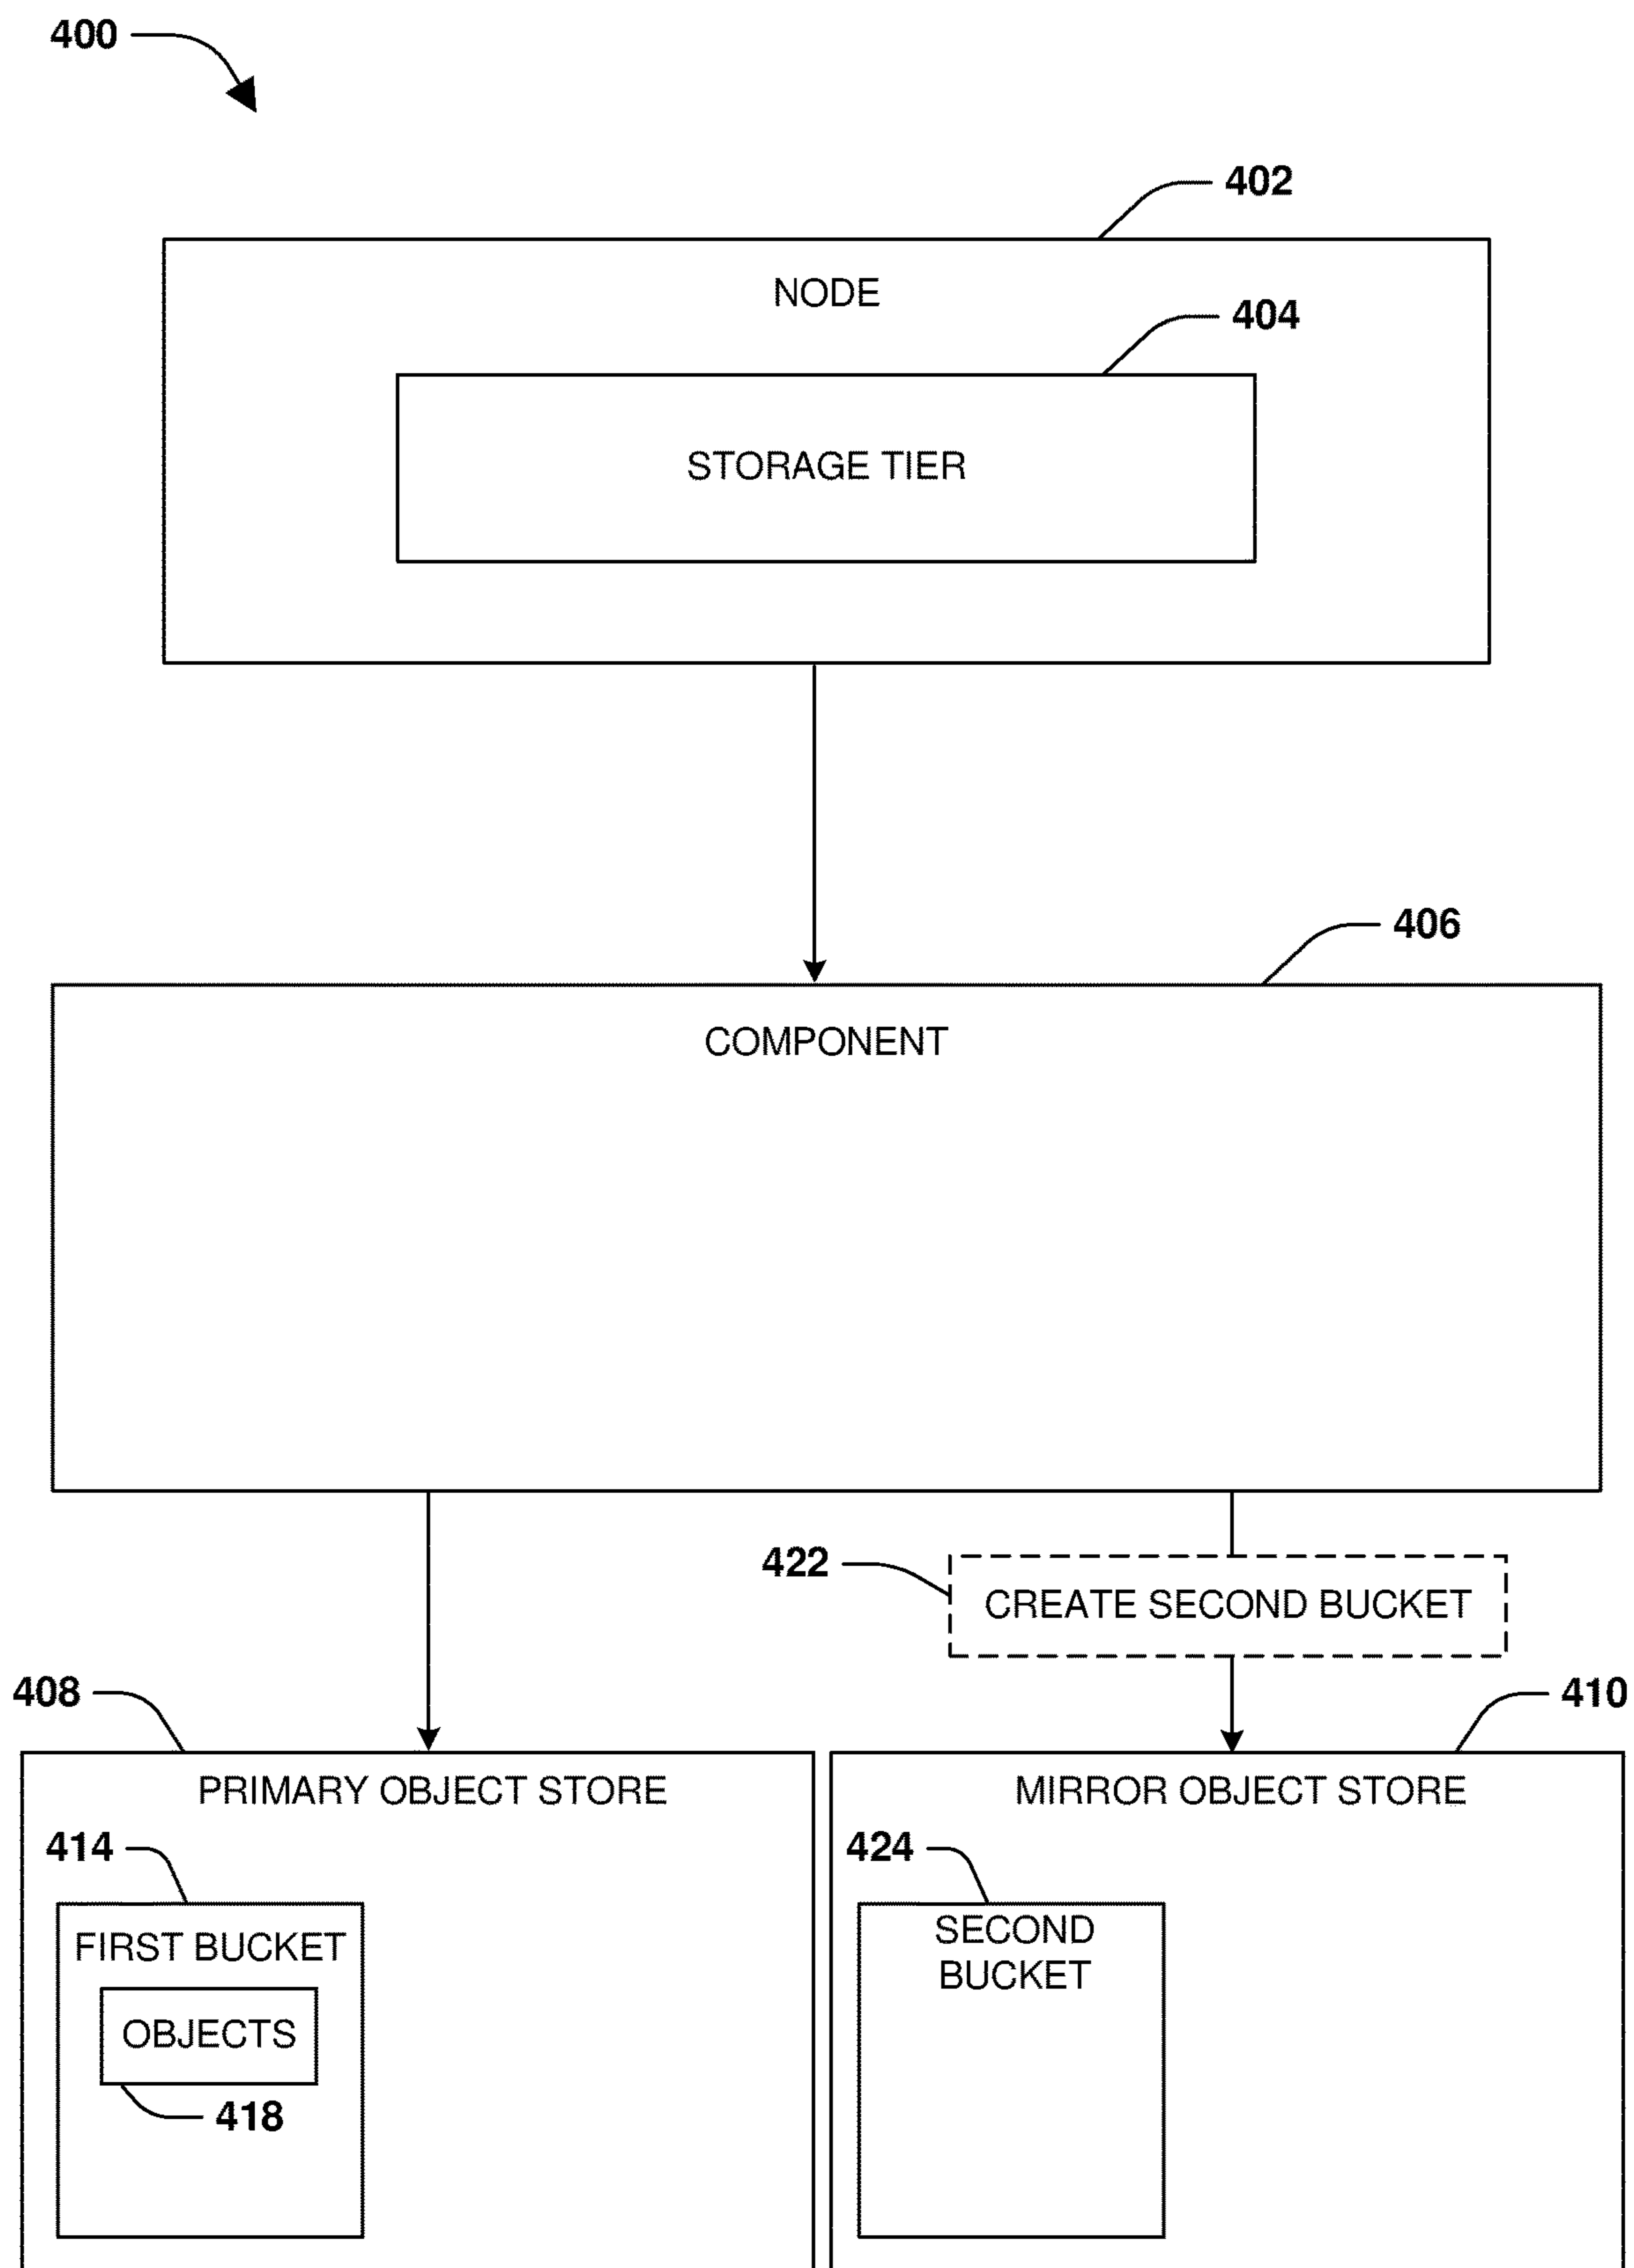 400
402
NODE
404
STORAGE TIER
406
COMPONENT
422
CREATE SECOND BUCKET
408
410
PRIMARY OBJECT STORE
MIRROR OBJECT STORE
414
424
FIRST BUCKET
SECOND
BUCKET
OBJECTS
418